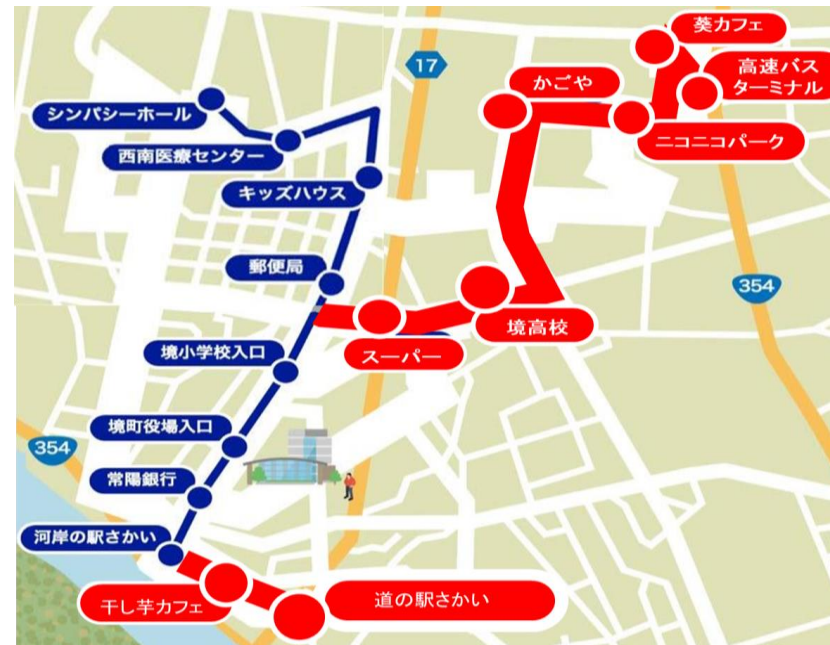 葵カフェ
17
高速バス
ターミナル
かごや
シンパシーホール
ニコニコパーク
西南医療センター
キッズハウス
郵便局
354
境高校
スーパー
境小学校入口
境町役場入口
354
常陽銀行
河岸の駅さかい
干し芋カフェ
道の駅さかい